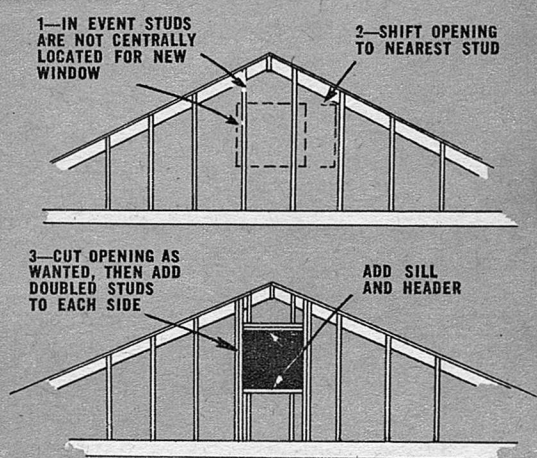 1—IN EVENT STUDS
ARE NOT CENTRALLY
LOCATED FOR NEW
WINDOW
2—SHIFT OPENING
TO NEAREST STUD
3—CUT OPENING AS
WANTED, THEN ADD
DOUBLED STUDS
TO EACH SIDE
ADD SILL
AND HEADER